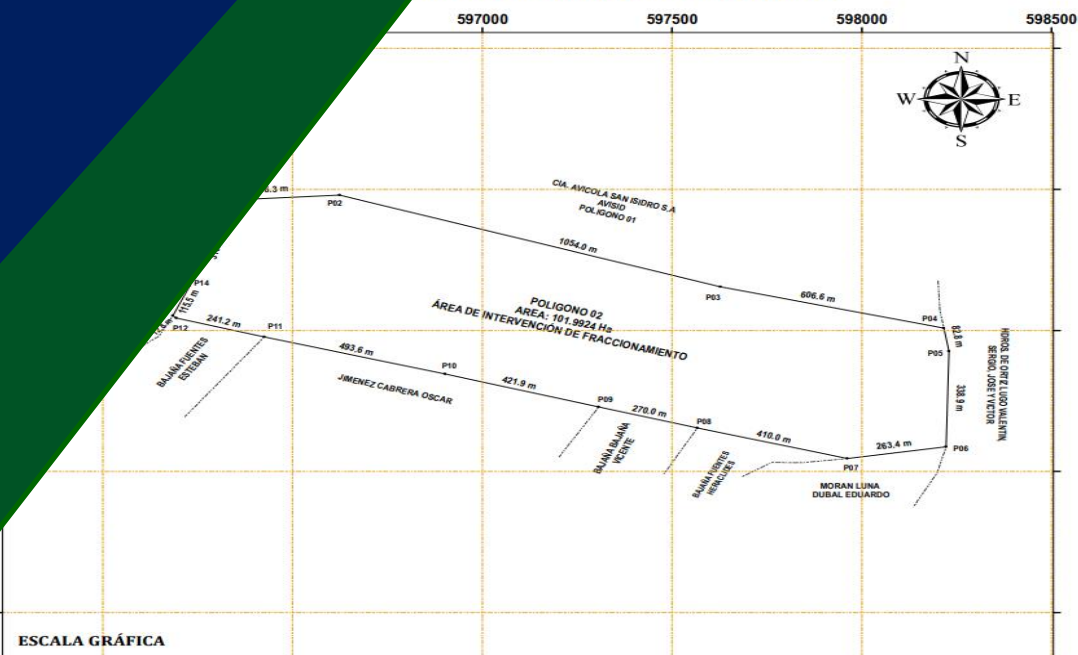 597000
597500
598000
598500
N
W
E
S
6.3 m
P02
CIA. AVICOLA SAN ISIDRO S.A
AVISID
POLIGONO 01
1054.0 m
P03
606.6 m
P04
62.8 m
P05
338.9 m
HDROS. DE ORTIZ LUGO VALENTIN,
SERGIO, JOSE Y VICTOR
P14
115.5 m
P12
241.2 m
P11
POLIGONO 02
AREA: 101.9924 Ha
ÁREA DE INTERVENCIÓN DE FRACCIONAMIENTO
BAJAÑA FUENTES
ESTEBAN
493.6 m
P10
JIMENEZ CABRERA OSCAR
421.9 m
P09
270.0 m
P08
BAJAÑA BAJAÑA
VICENTE
410.0 m
BAJAÑA FUENTES
HERACLIDES
P07
263.4 m
P06
MORAN LUNA
DUBAL EDUARDO
ESCALA GRÁFICA